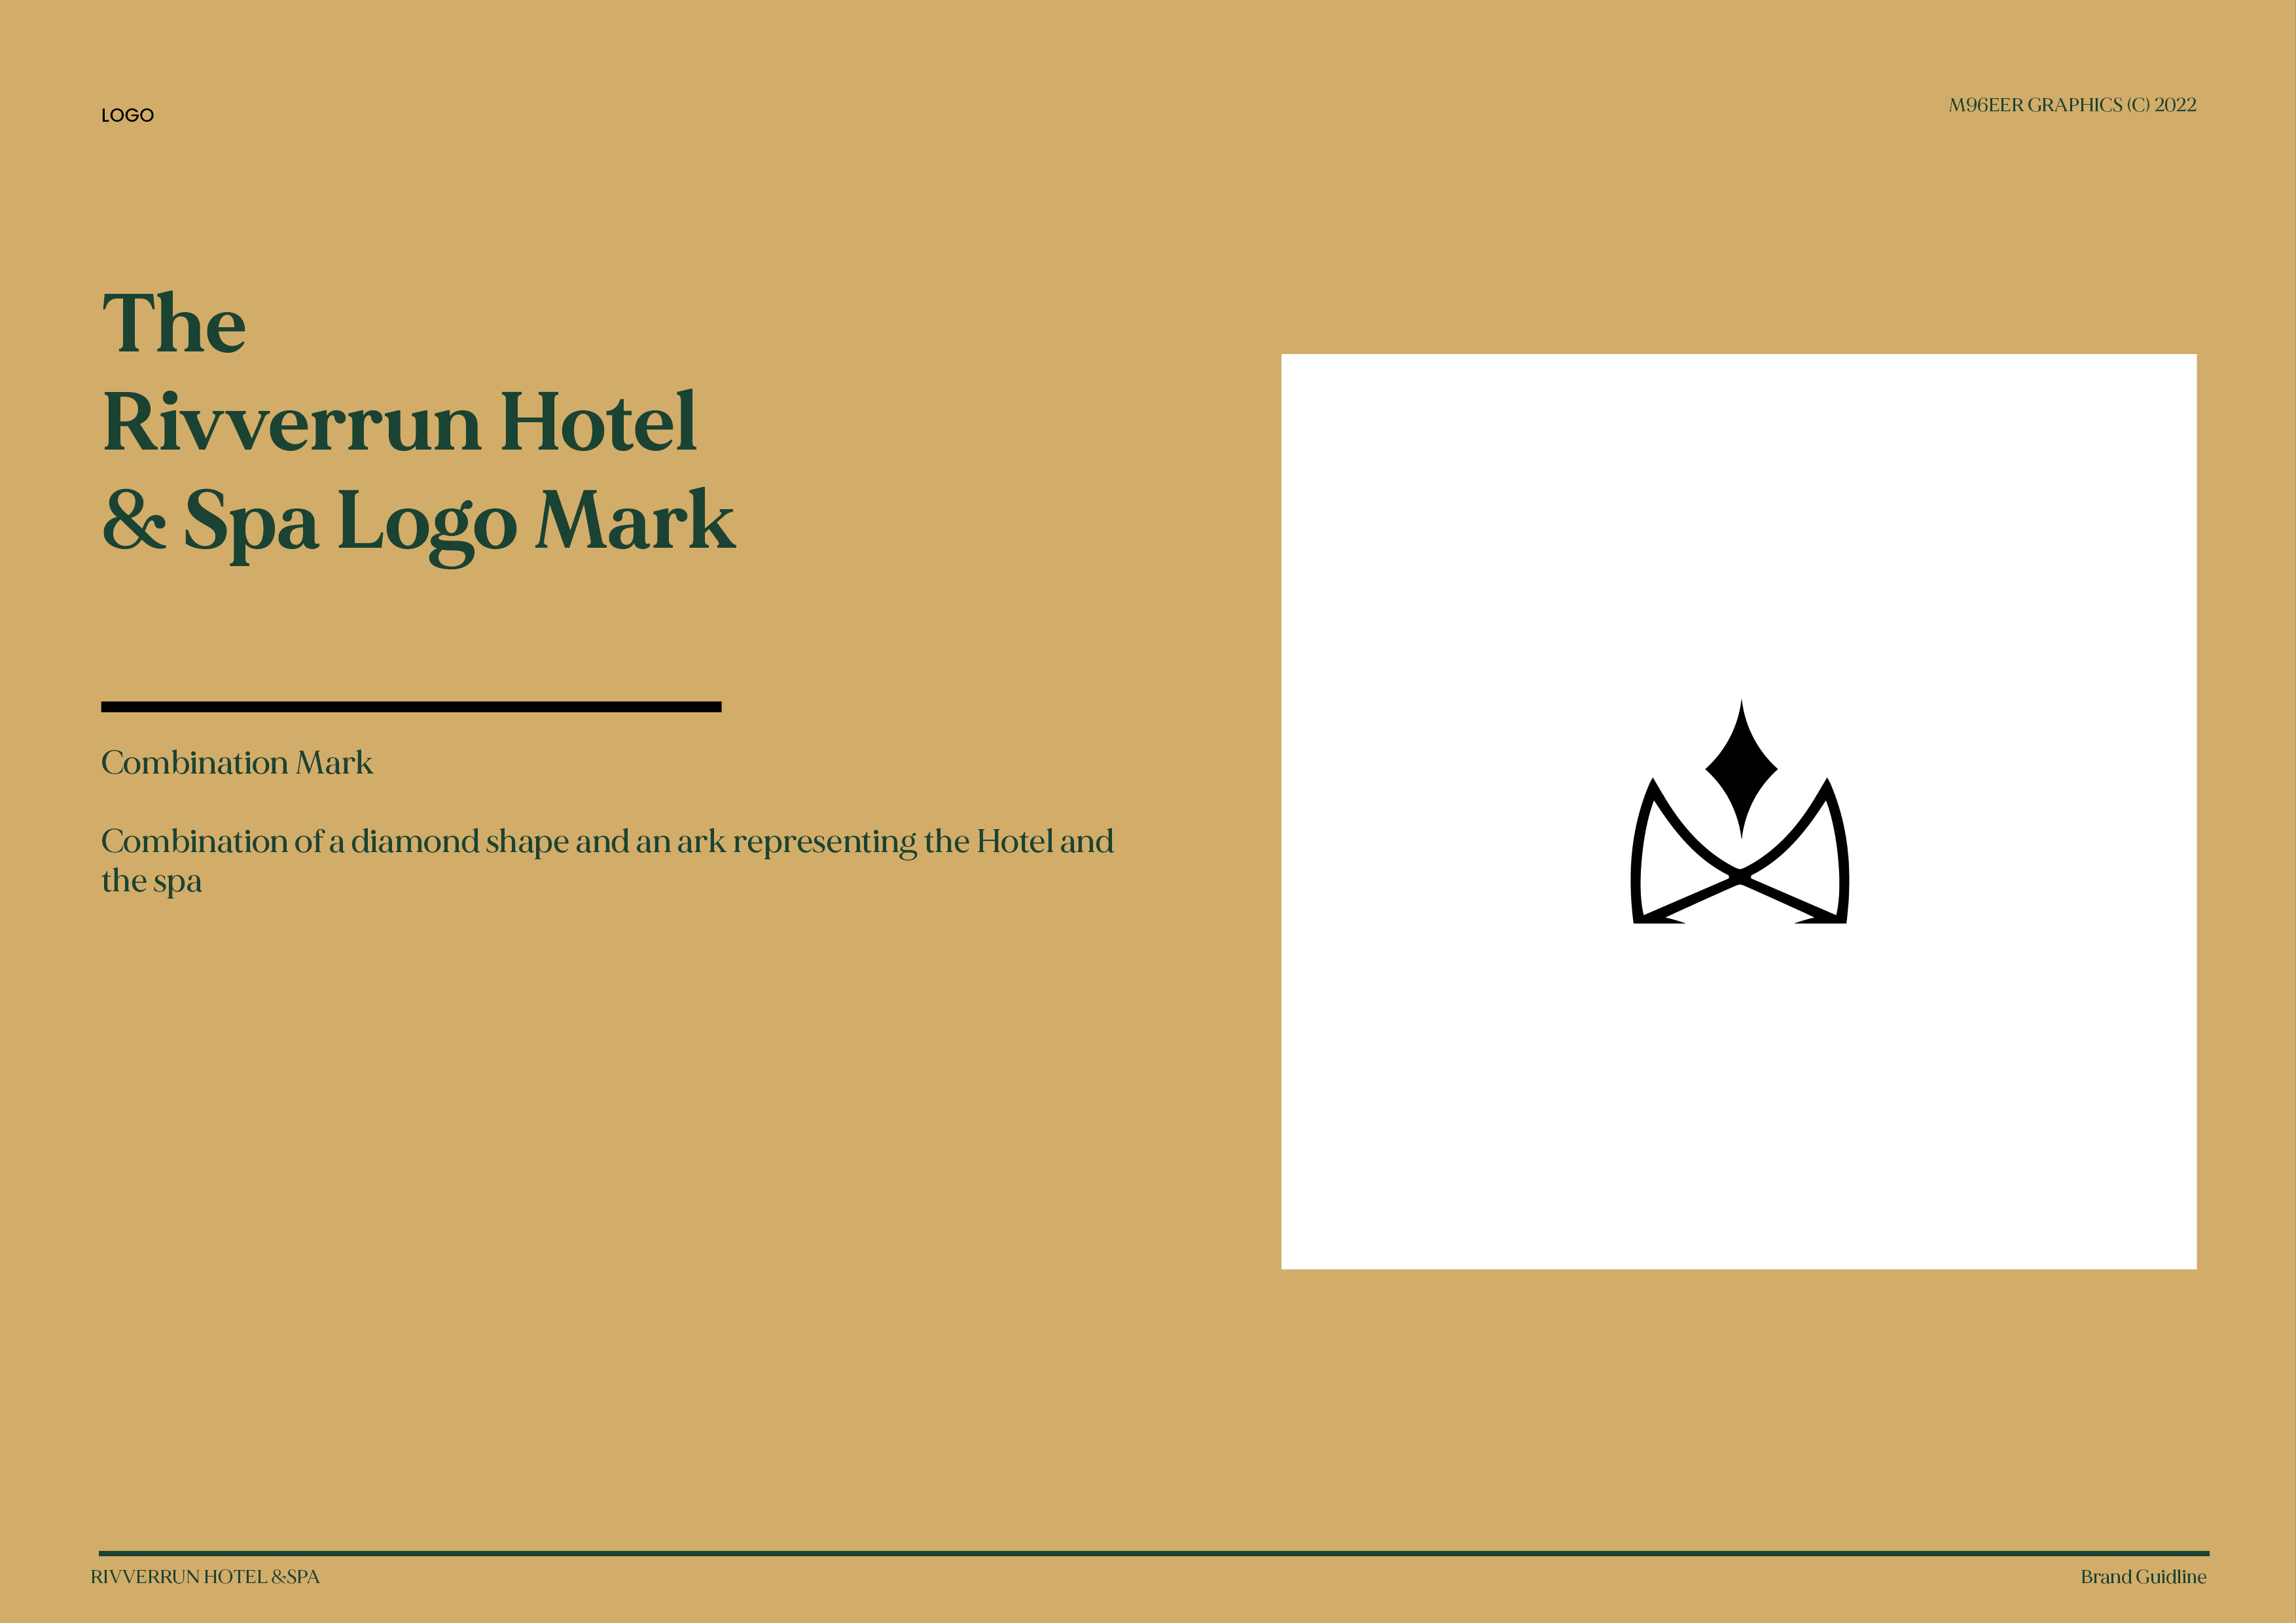 LOGO
M96EER GRAPHICS (C) 2022
The
Rivverrun Hotel
& Spa Logo Mark
Combination Mark
Combination of a diamond shape and an ark representing the Hotel and
the spa
RIVVERRUN HOTEL &SPA
Brand Guidline